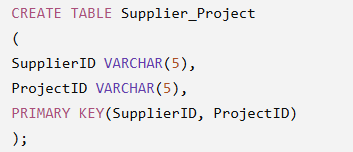 CREATE TABLE Supplier_Project
(
SupplierID VARCHAR(5),
ProjectID VARCHAR(5),
PRIMARY KEY(SupplierID, ProjectID)
);